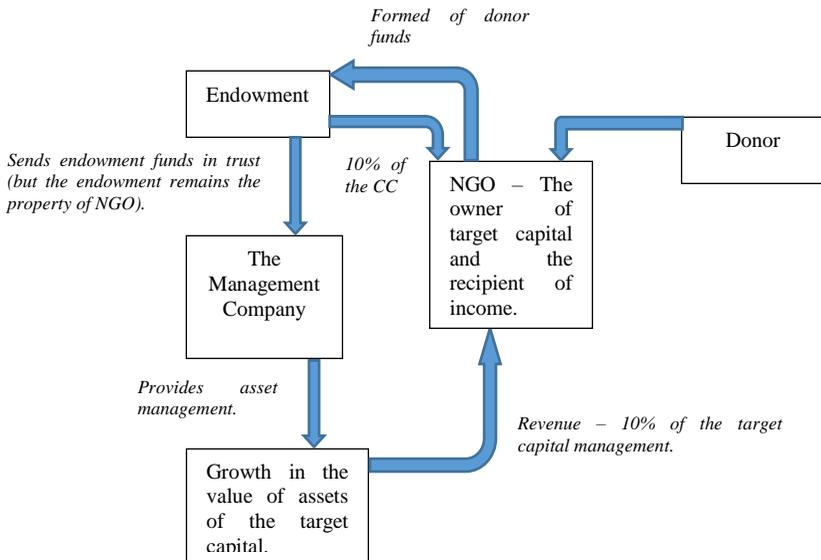 Formed of donor
funds
Endowment
Donor
Sends endowment funds in trust
(but the endowment remains the
property of NGO).
10% of
the CC
NGO – The
owner of
target capital
and the
recipient of
income.
The
Management
Company
Provides asset
management.
Revenue – 10% of the target
capital management.
Growth in the
value of assets
of the target
capital.